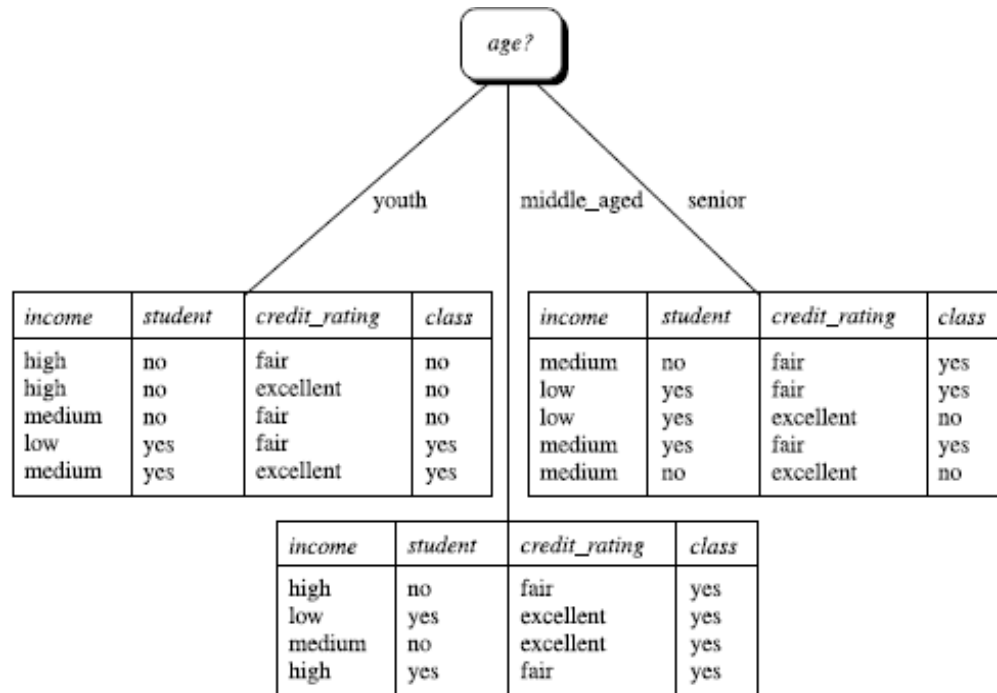 age?
youth
middle_aged
senior
income student credit_rating class
high no fair no
high no excellent no
medium no fair no
low yes fair yes
medium yes excellent yes
income student credit_rating class
medium no fair yes
low yes fair yes
low yes excellent no
medium yes fair yes
medium no excellent no
income student credit_rating class
high no fair yes
low yes excellent yes
medium no excellent yes
high yes fair yes